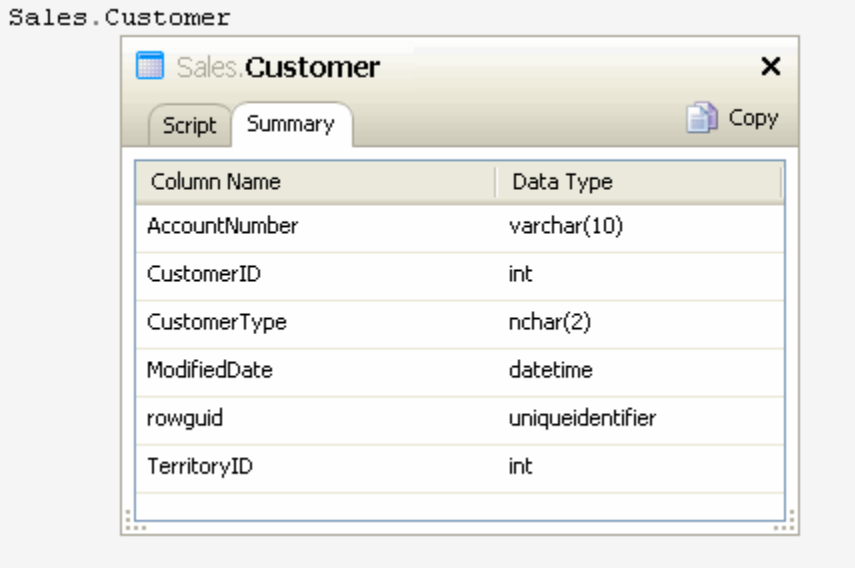 Sales.Customer
Sales.Customer
Script Summary Copy
Column Name Data Type
AccountNumber varchar(10)
CustomerID int
CustomerType nchar(2)
ModifiedDate datetime
rowguid uniqueidentifier
TerritoryID int